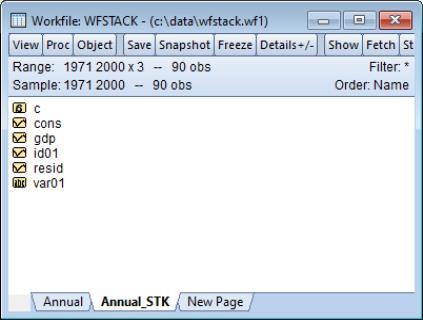 Workfile: WFSTACK - (c:\data\wfstack.wf1)
View Proc Object Save Snapshot Freeze Details+/- Show Fetch St
Range: 1971 2000 x 3 -- 90 obs Filter: *
Sample: 1971 2000 -- 90 obs Order: Name
c
cons
gdp
id01
resid
var01
Annual Annual_STK New Page